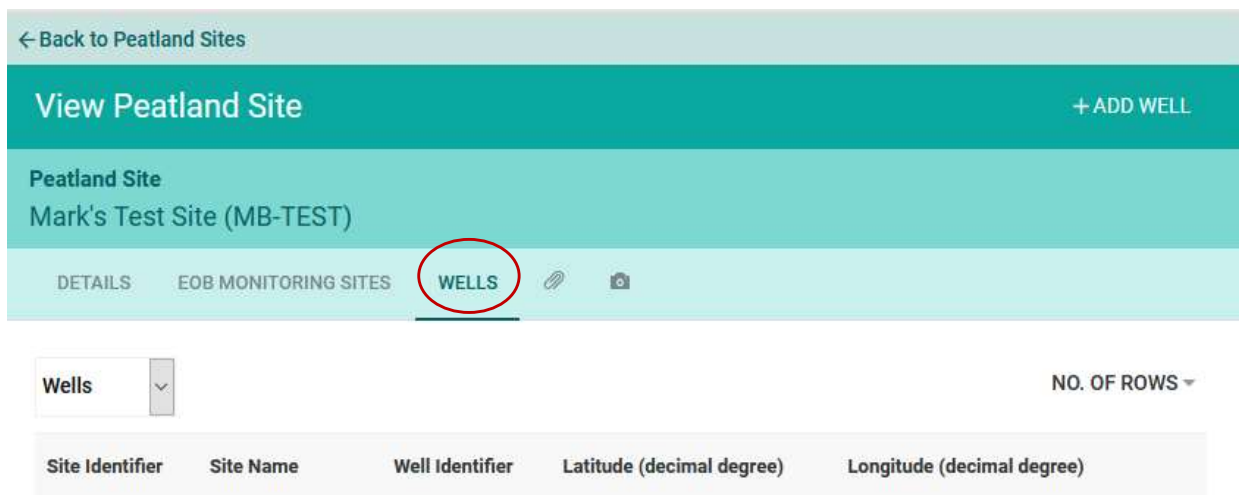 Back to Peatland Sites
View Peatland Site + ADD WELL
Peatland Site
Mark's Test Site (MB-TEST)
DETAILS EOB MONITORING SITES WELLS
Wells NO. OF ROWS
Site Identifier Site Name Well Identifier Latitude (decimal degree) Longitude (decimal degree)